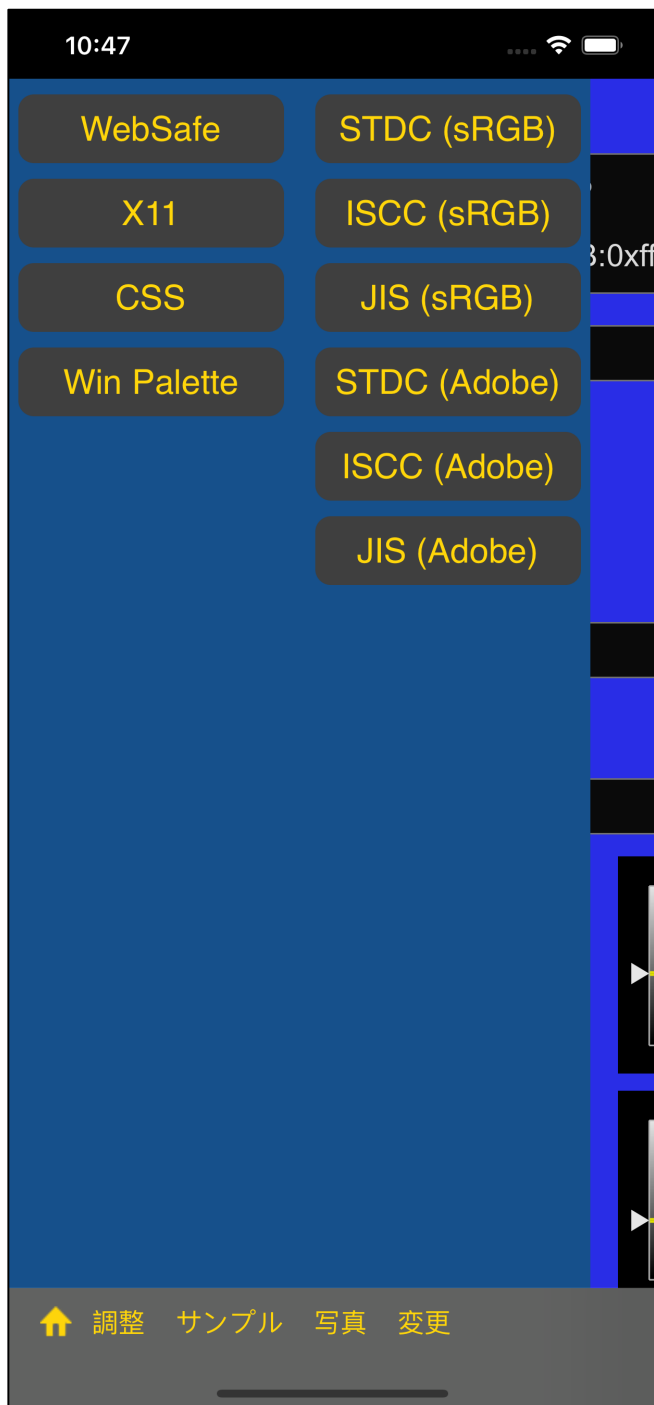 10:47
WebSafe
STDC (sRGB)
X11
ISCC (sRGB)
CSS
JIS (sRGB)
Win Palette
STDC (Adobe)
ISCC (Adobe)
JIS (Adobe)
:0xff
調整 サンプル 写真 変更